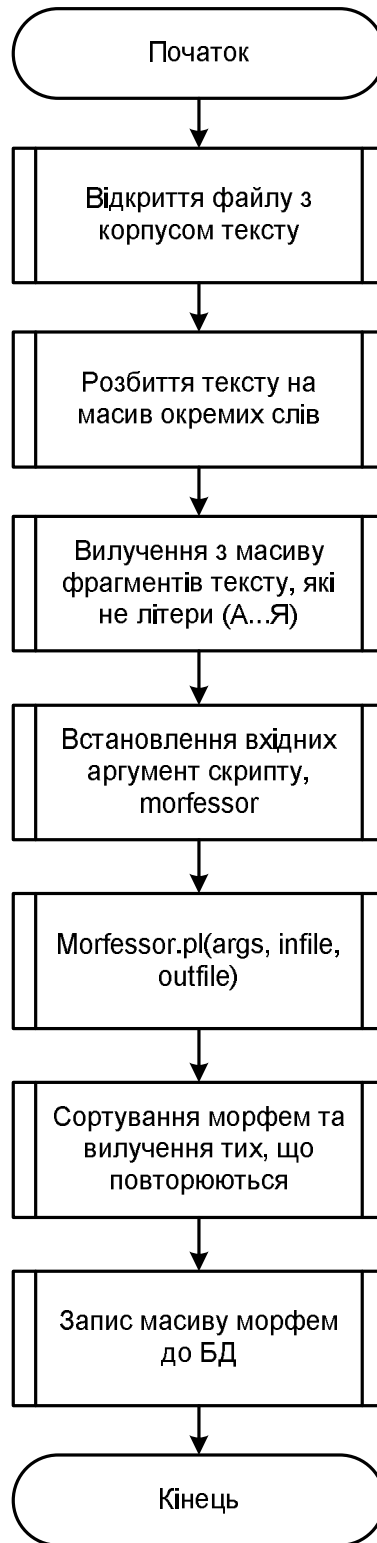 Початок
Відкриття файлу з
корпусом тексту
Розбиття тексту на
масив окремих слів
Вилучення з масиву
фрагментів тексту, які
не літери (А...Я)
Встановлення вхідних
аргумент скрипту,
morfessor
Morfessor.pl(args, infile,
outfile)
Сортування морфем та
вилучення тих, що
повторюються
Запис масиву морфем
до БД
Кінець